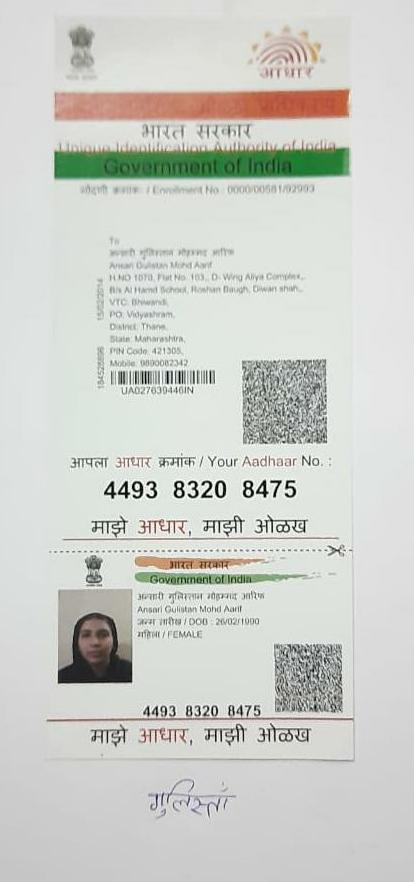 आधार
भारत सरकार
Unique Identification Authority of India
Government of India
नोंदणी क्रमांक: / Enrollment No : 0000/00581/92993
To
अन्सारी गुलिस्तान मोहम्मद आरिफ
Ansari Gulistan Mohd Aarif
H.NO 1070, Flat No. 103,, D- Wing Aliya Complex,,
B/s Al Hamd School, Roshan Baugh, Diwan shah,,
VTC: Bhiwandi,
PO: Vidyashram,
District: Thane,
State: Maharashtra,
PIN Code: 421305,
Mobile: 9890082342
15/02/2014
UA027639446IN
आपला आधार क्रमांक / Your Aadhaar No. :
4493 8320 8475
माझे आधार, माझी ओळख
भारत सरकार
Government of India
अन्सारी गुलिस्तान मोहम्मद आरिफ
Ansari Gulistan Mohd Aarif
जन्म तारीख / DOB : 26/02/1990
महिला / FEMALE
4493 8320 8475
माझे आधार, माझी ओळख
गुलिस्ताँ